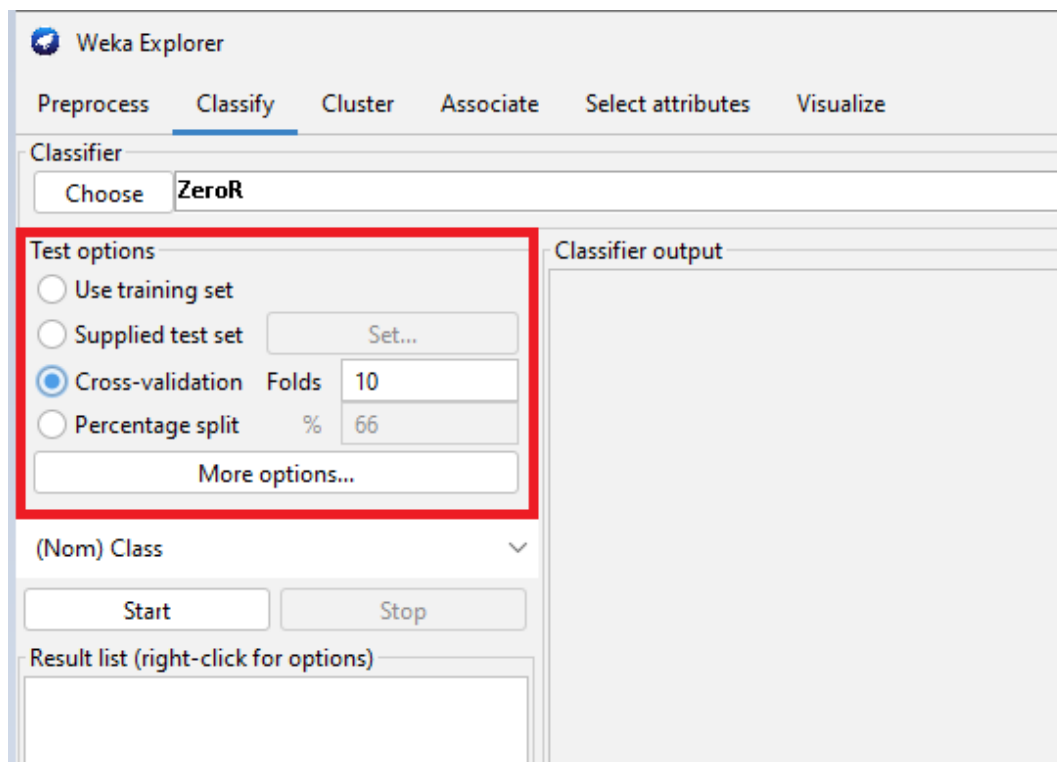 Weka Explorer
Preprocess Classify Cluster Associate Select attributes Visualize
Classifier
Choose ZeroR
Test options
Use training set
Supplied test set Set...
Cross-validation Folds 10
Percentage split % 66
More options...
(Nom) Class
Start Stop
Result list (right-click for options)
Classifier output